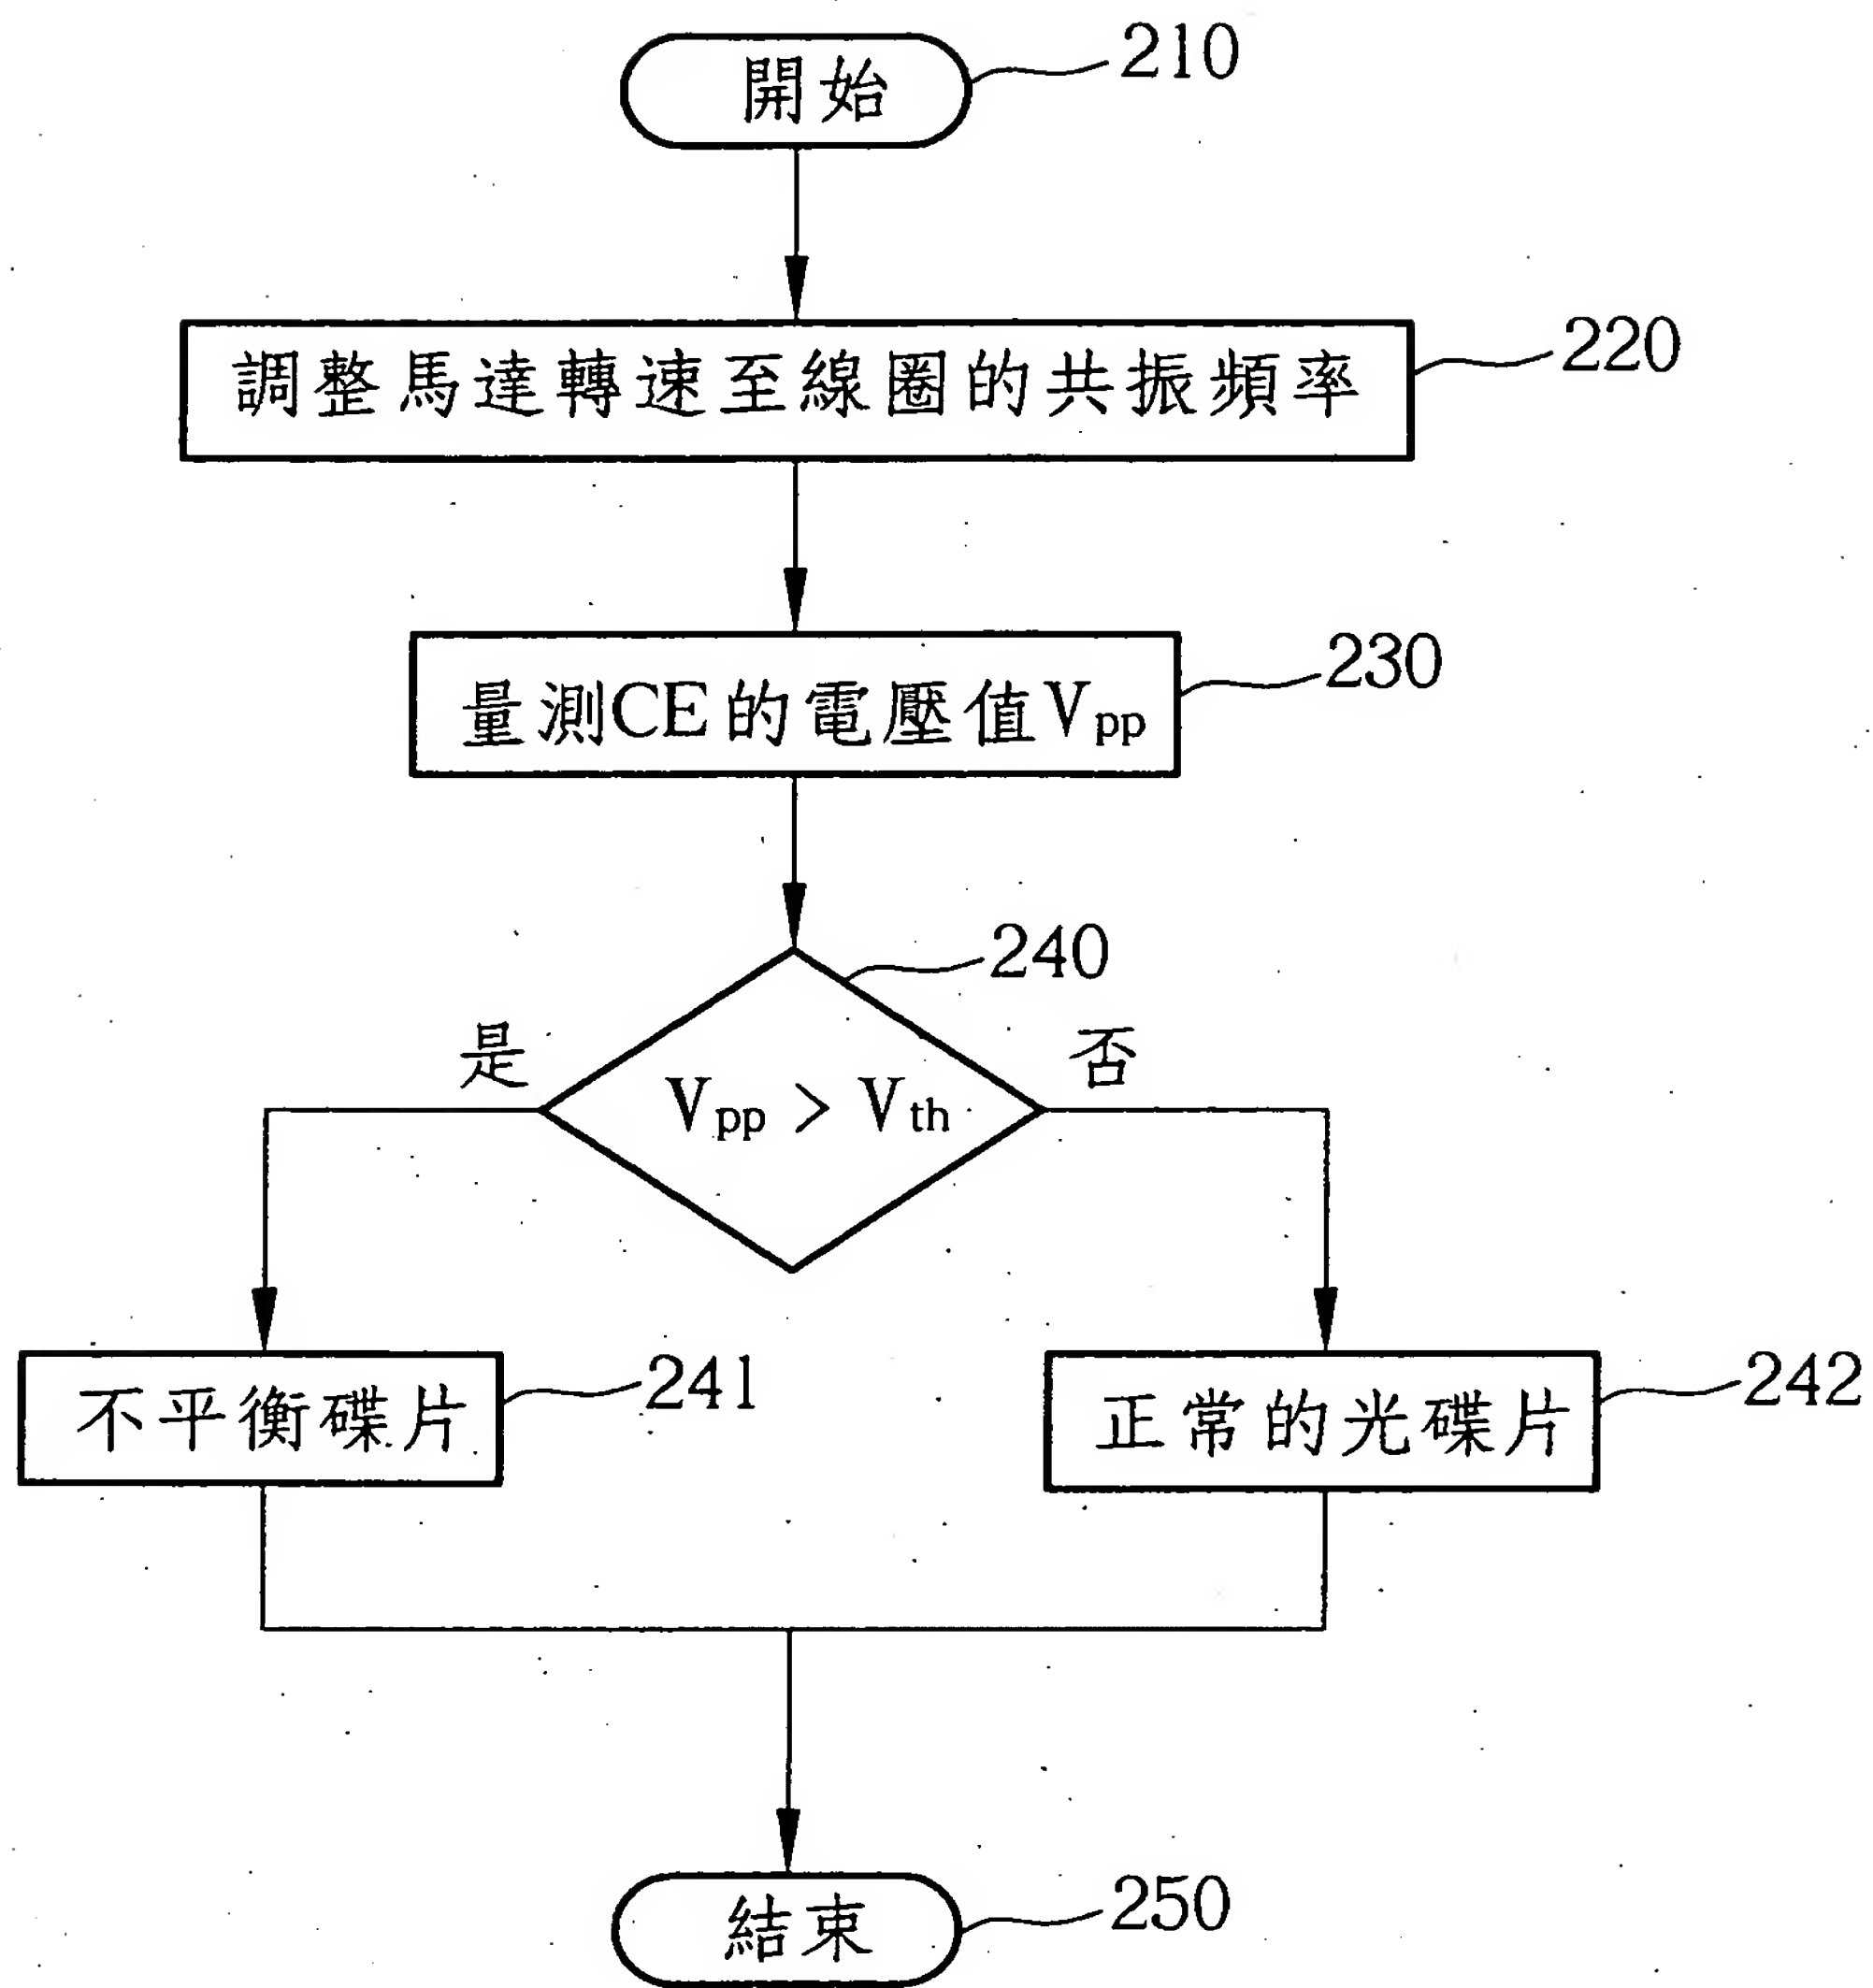 開始
210
調整馬達轉速至線圈的共振頻率
220
量測CE的電壓值Vpp
230
240
是
否
Vpp > Vth
不平衡碟片
241
正常的光碟片
242
結束
250